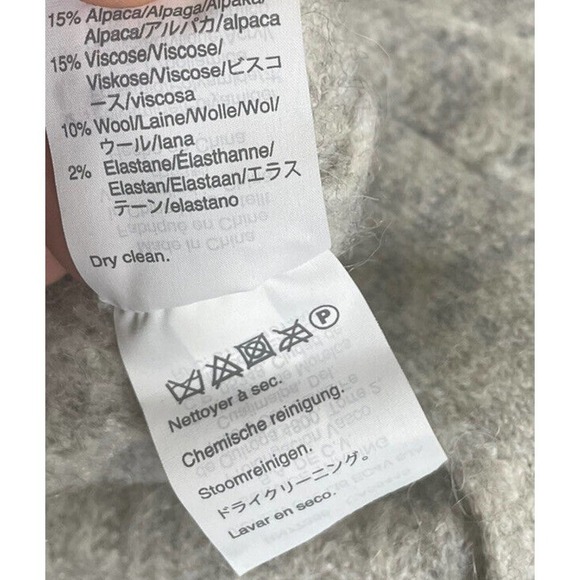 15% Alpaca/Alpaga/Alpaka/
Alpaca/アルパカ/alpaca
15% Viscose/Viscose/
Viskose/Viscose/ビスコ
ース/viscosa
10% Wool/Laine/Wolle/Wol/
ウール/lana
2% Elastane/Élasthanne/
Elastan/Elastaan/エラス
テーン/elastano
Dry clean.
P
Nettoyer à sec.
Chemische reinigung.
Stoomreinigen.
ドライクリーニング。
Lavar en seco.